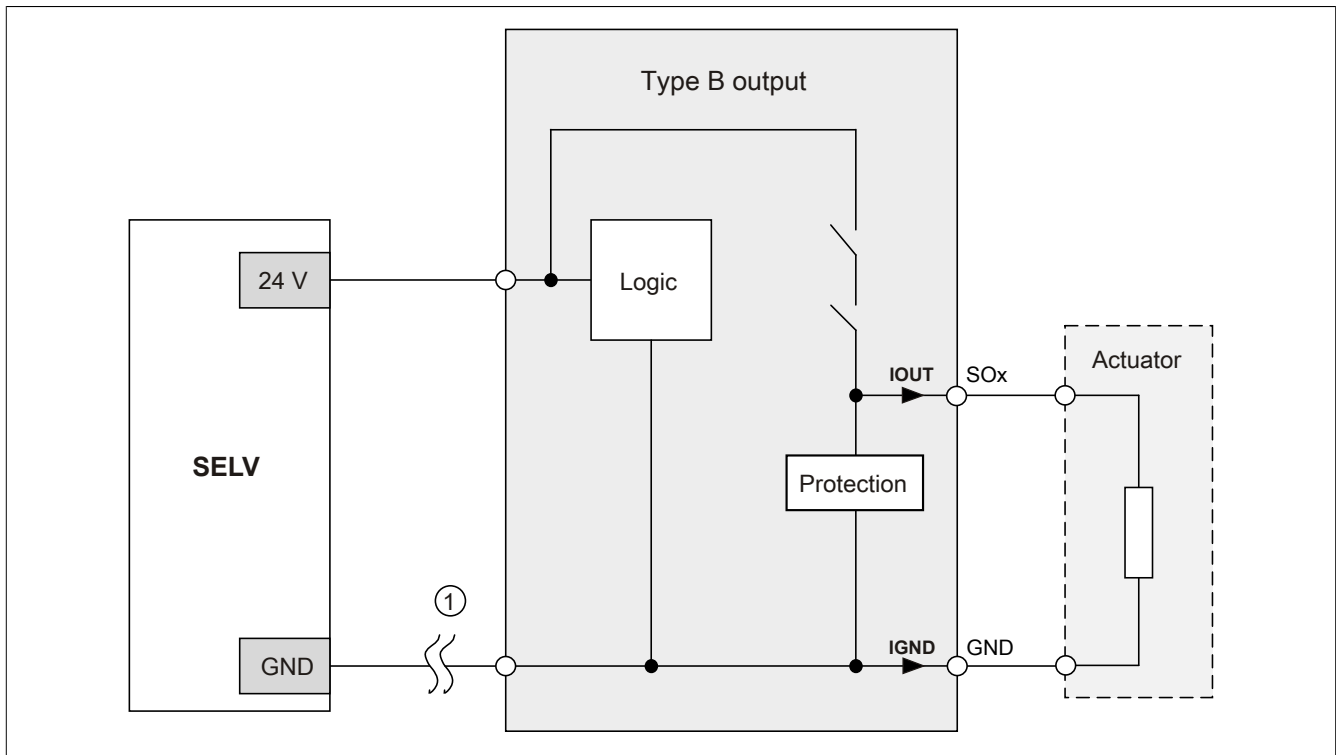 Type B output
24 V
Logic
Actuator
IOUT
SOx
SELV
Protection
1
GND
IGND
GND